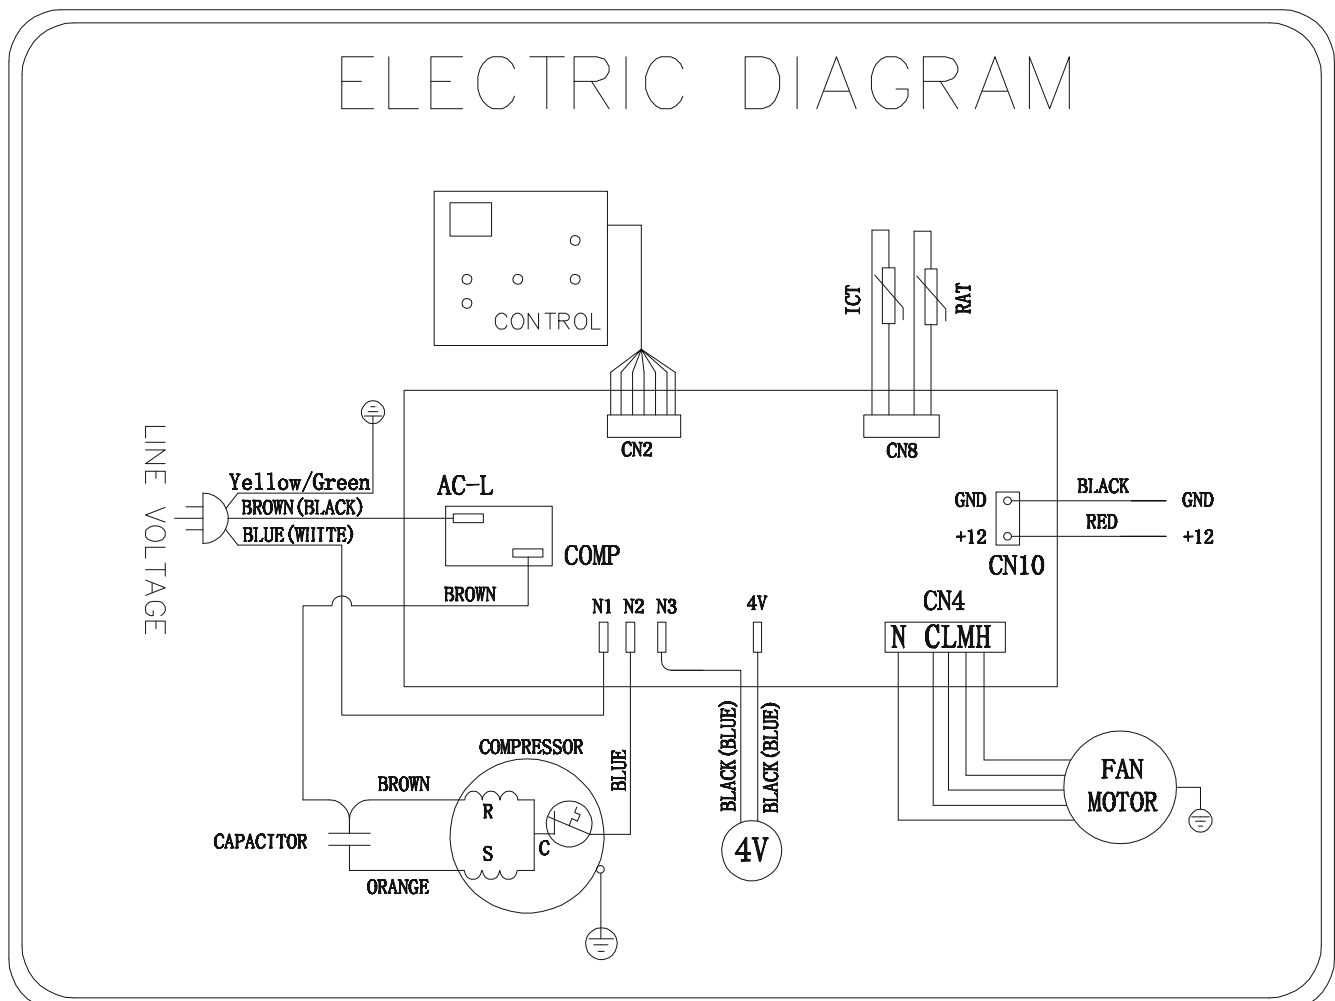 ELECTRIC DIAGRAM
CONTROL
ICT
RAT
CN2
CN8
LINE VOLTAGE
Yellow/Green
BROWN(BLACK)
BLUE(WIITE)
AC-L
COMP
BROWN
GND
BLACK
GND
+12
RED
+12
CN10
N1
N2
N3
4V
CN4
N CLMH
COMPRESSOR
BLUE
BLACK(BLUE)
BLACK(BLUE)
BROWN
R
S
C
CAPACITOR
ORANGE
4V
FAN
MOTOR